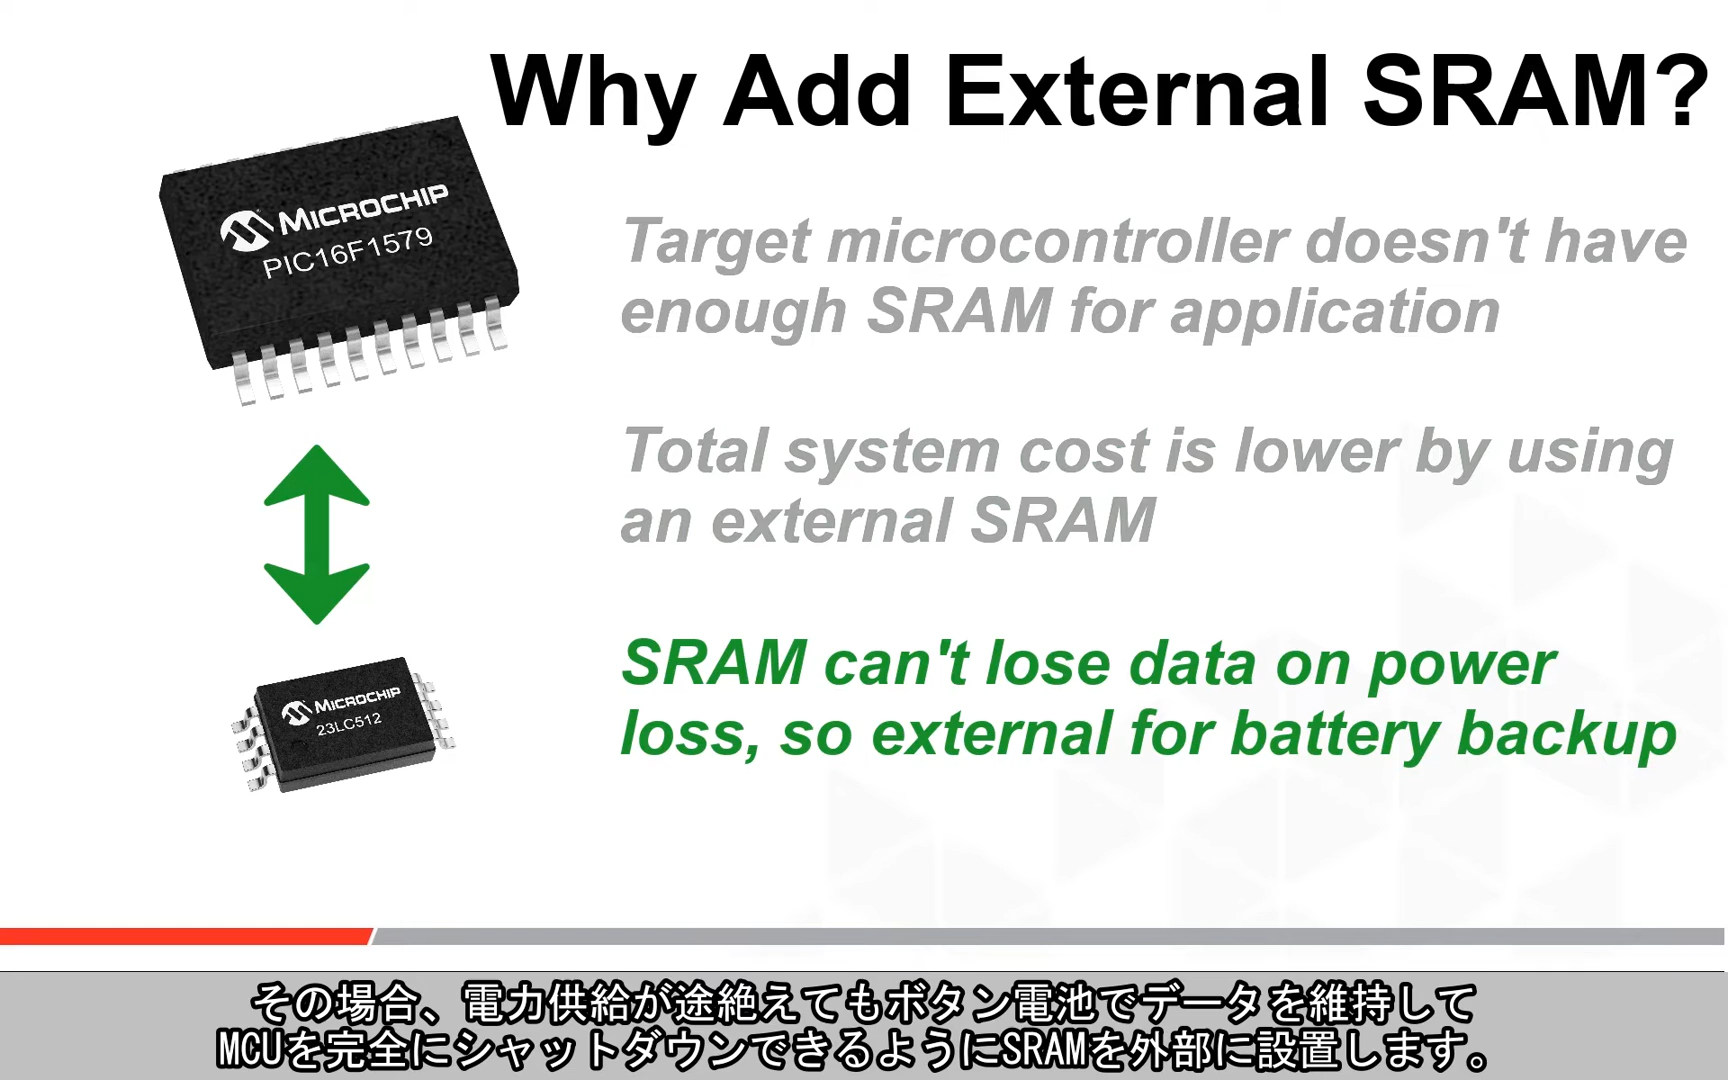 Why Add External SRAM?
MICROCHIP
PIC16F1579
Target microcontroller doesn't have
enough SRAM for application
Total system cost is lower by using
an external SRAM
SRAM can't lose data on power
loss, so external for battery backup
MICROCHIP
23LC512
その場合、電力供給が途絶えてもボタン電池でデータを維持して
MCUを完全にシャットダウンできるようにSRAMを外部に設置します。